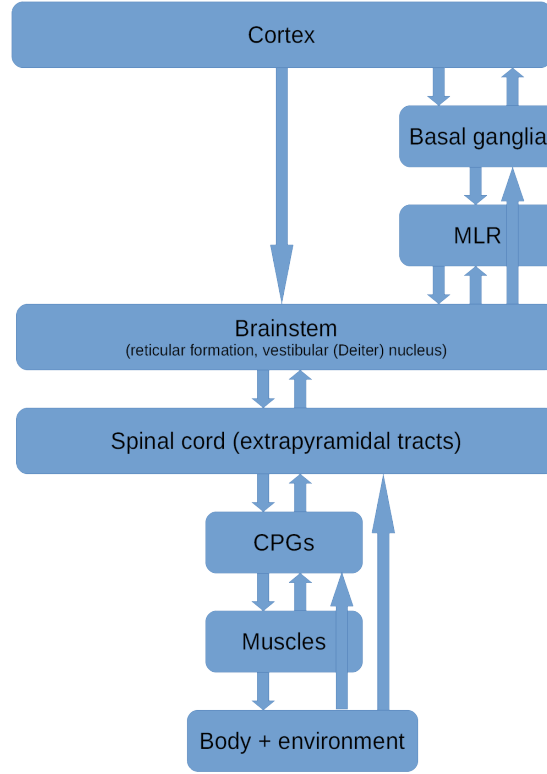 Cortex
Basal ganglia
MLR
Brainstem
(reticular formation, vestibular (Deiter) nucleus)
Spinal cord (extrapyramidal tracts)
CPGs
Muscles
Body + environment